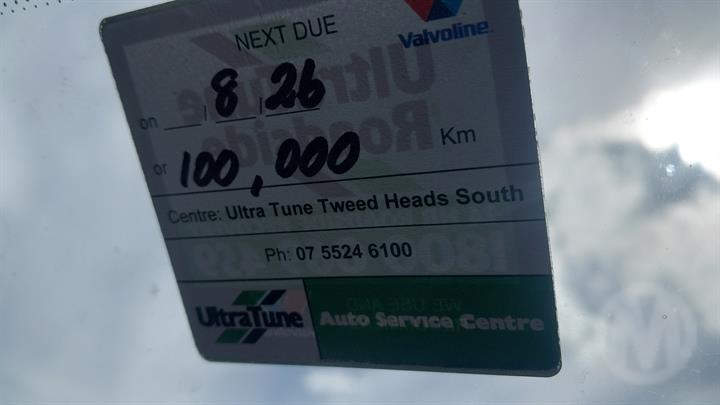 NEXT DUE
Valvoline
on __/8/26
or 100,000 Km
Centre: Ultra Tune Tweed Heads South
Ph: 07 5524 6100
UltraTune
Auto Service Centre
M